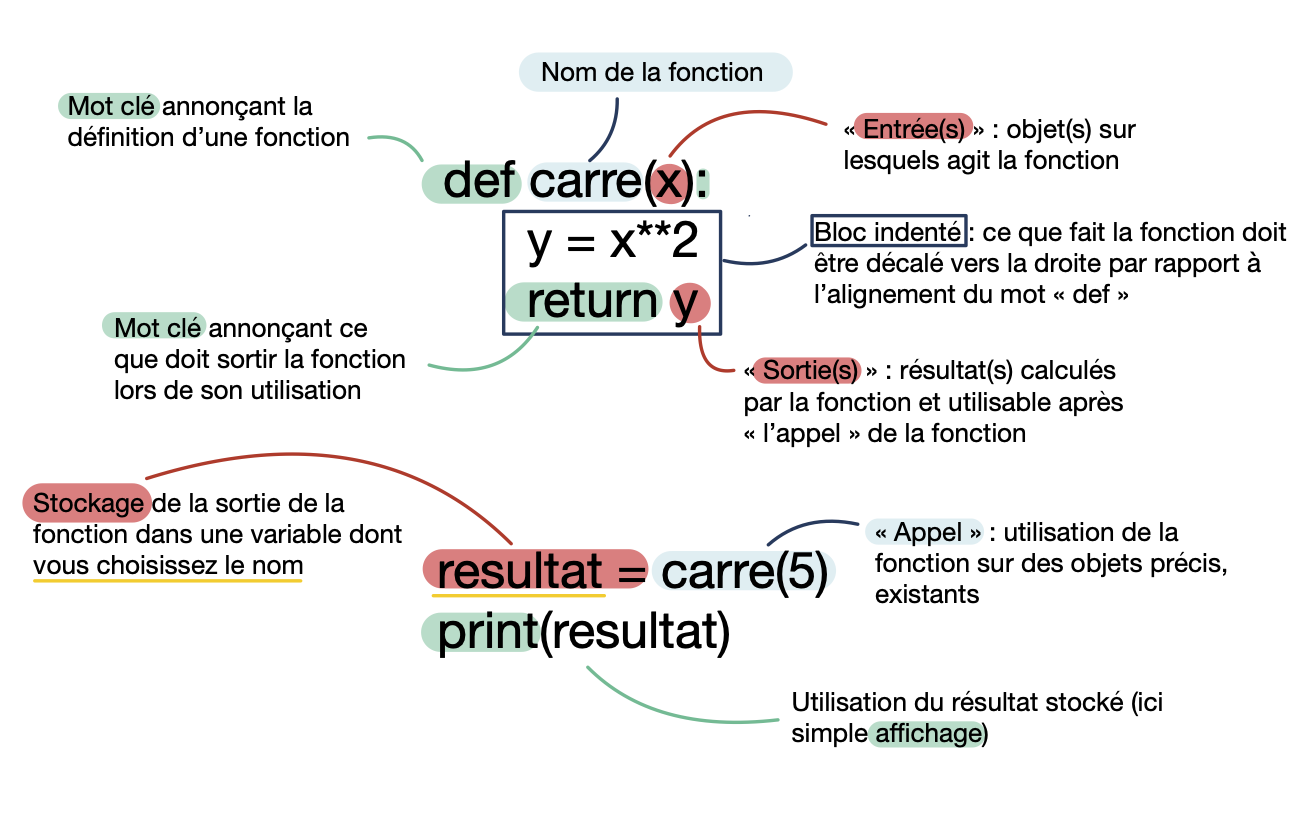 Nom de la fonction
Mot clé annonçant la
définition d’une fonction
« Entrée(s) » : objet(s) sur
lesquels agit la fonction
def carre(x):
y = x**2
return y
Bloc indenté : ce que fait la fonction doit
être décalé vers la droite par rapport à
l’alignement du mot « def »
Mot clé annonçant ce
que doit sortir la fonction
lors de son utilisation
« Sortie(s) » : résultat(s) calculés
par la fonction et utilisable après
« l’appel » de la fonction
Stockage de la sortie de la
fonction dans une variable dont
vous choisissez le nom
resultat = carre(5)
print(resultat)
« Appel » : utilisation de la
fonction sur des objets précis,
existants
Utilisation du résultat stocké (ici
simple affichage)